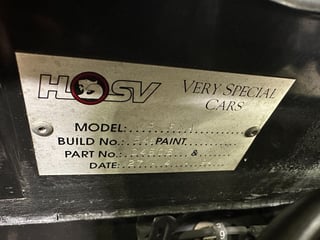 HSV VERY SPECIAL
CARS
MODEL:
BUILD No.: PAINT
PART No.: &
DATE: